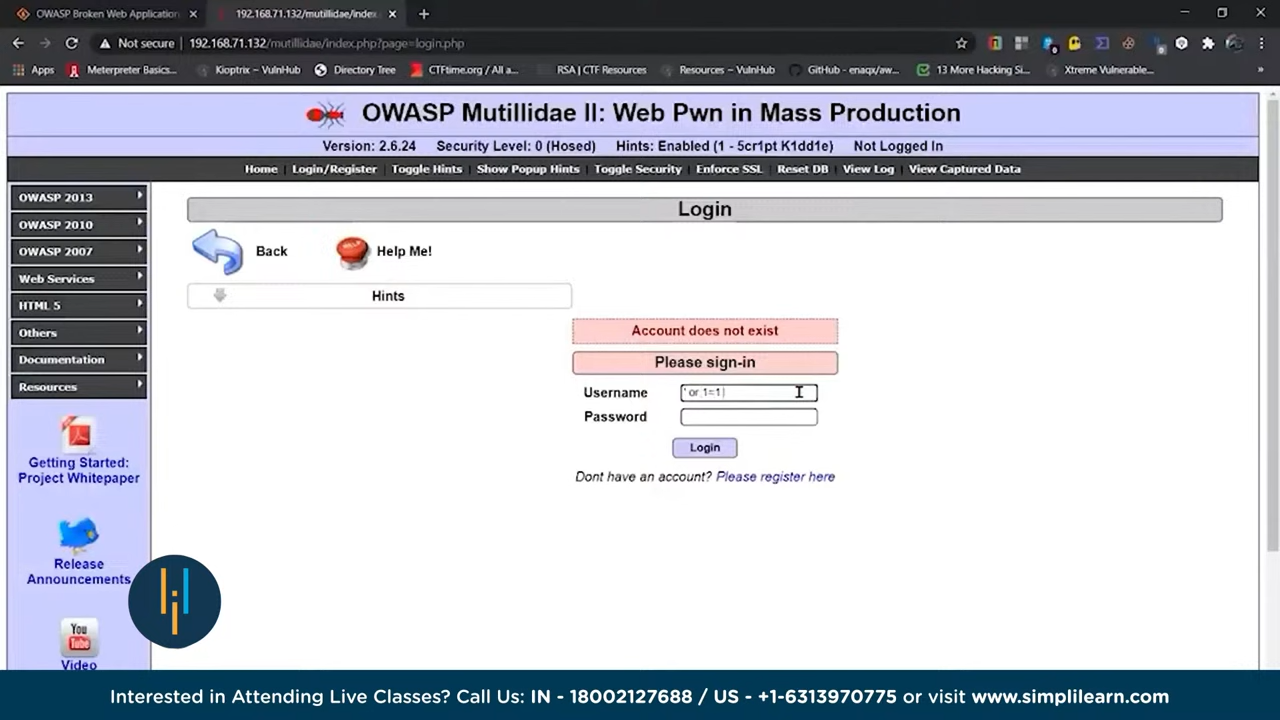 OWASP Broken Web Application
192.168.71.132/mutillidae/index
Not secure | 192.168.71.132/mutillidae/index.php?page=login.php
Apps Meterpreter Basics... Kioptrix ~ VulnHub Directory Tree CTFtime.org / All a... RSA | CTF Resources Resources ~ VulnHub GitHub - enaqx/aw... 13 More Hacking Si... Xtreme Vulnerable...
OWASP Mutillidae II: Web Pwn in Mass Production
Version: 2.6.24 Security Level: 0 (Hosed) Hints: Enabled (1 - 5cr1pt K1dd1e) Not Logged In
Home | Login/Register | Toggle Hints | Show Popup Hints | Toggle Security | Enforce SSL | Reset DB | View Log | View Captured Data
OWASP 2013
OWASP 2010
OWASP 2007
Web Services
HTML 5
Others
Documentation
Resources
Getting Started:
Project Whitepaper
Release
Announcements
You
Tube
Video
Login
Back
Help Me!
Hints
Account does not exist
Please sign-in
Username ' or 1=1
Password
Login
Dont have an account? Please register here
Interested in Attending Live Classes? Call Us: IN - 18002127688 / US - +1-6313970775 or visit www.simplilearn.com